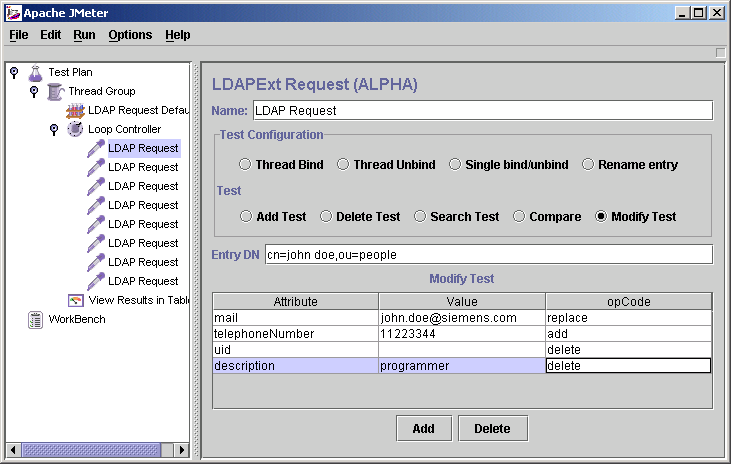 Apache JMeter
File Edit Run Options Help
Test Plan
Thread Group
LDAP Request Defau
Loop Controller
LDAP Request
LDAP Request
LDAP Request
LDAP Request
LDAP Request
LDAP Request
LDAP Request
LDAP Request
View Results in Table
WorkBench
LDAPExt Request (ALPHA)
Name: LDAP Request
Test Configuration
Thread Bind Thread Unbind Single bind/unbind Rename entry
Test
Add Test Delete Test Search Test Compare Modify Test
Entry DN cn=john doe,ou=people
Modify Test
Attribute Value opCode
mail john.doe@siemens.com replace
telephoneNumber 11223344 add
uid delete
description programmer delete
Add Delete